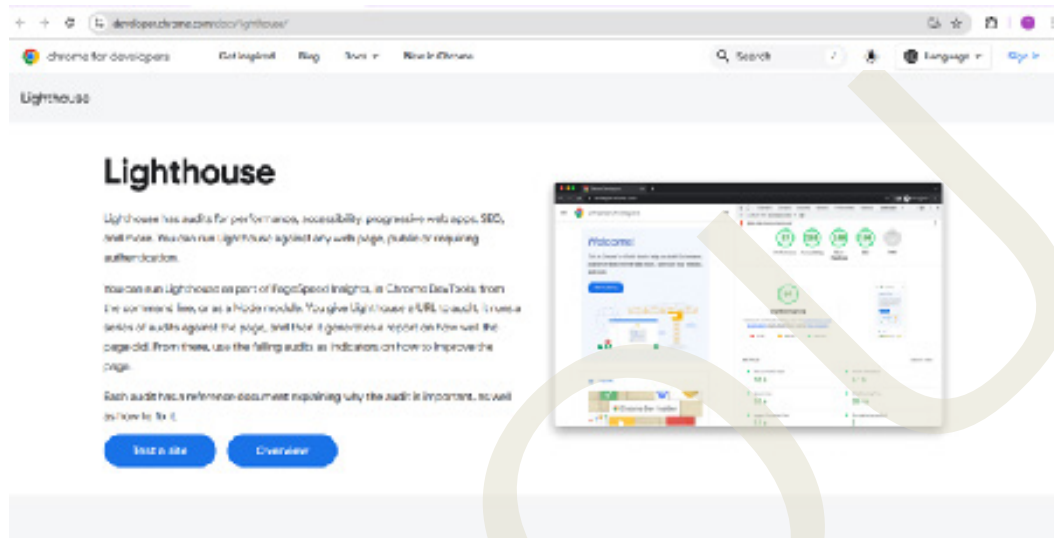 developer.chrome.com/docs/lighthouse/
chrome for developers Get inspired Blog Docs New in Chrome Search / Language Sign in
Lighthouse
Lighthouse
Lighthouse has audits for performance, accessibility, progressive web apps, SEO,
and more. You can run Lighthouse against any web page, public or requiring
authentication.
You can run Lighthouse as part of PageSpeed Insights, in Chrome DevTools, from
the command line, or as a Node module. You give Lighthouse a URL to audit, it runs a
series of audits against the page, and then it generates a report on how well the
page did. From there, use the failing audits as indicators on how to improve the
page.
Each audit has a reference document explaining why the audit is important, as well
as how to fix it.
Test a site Overview
Welcome!